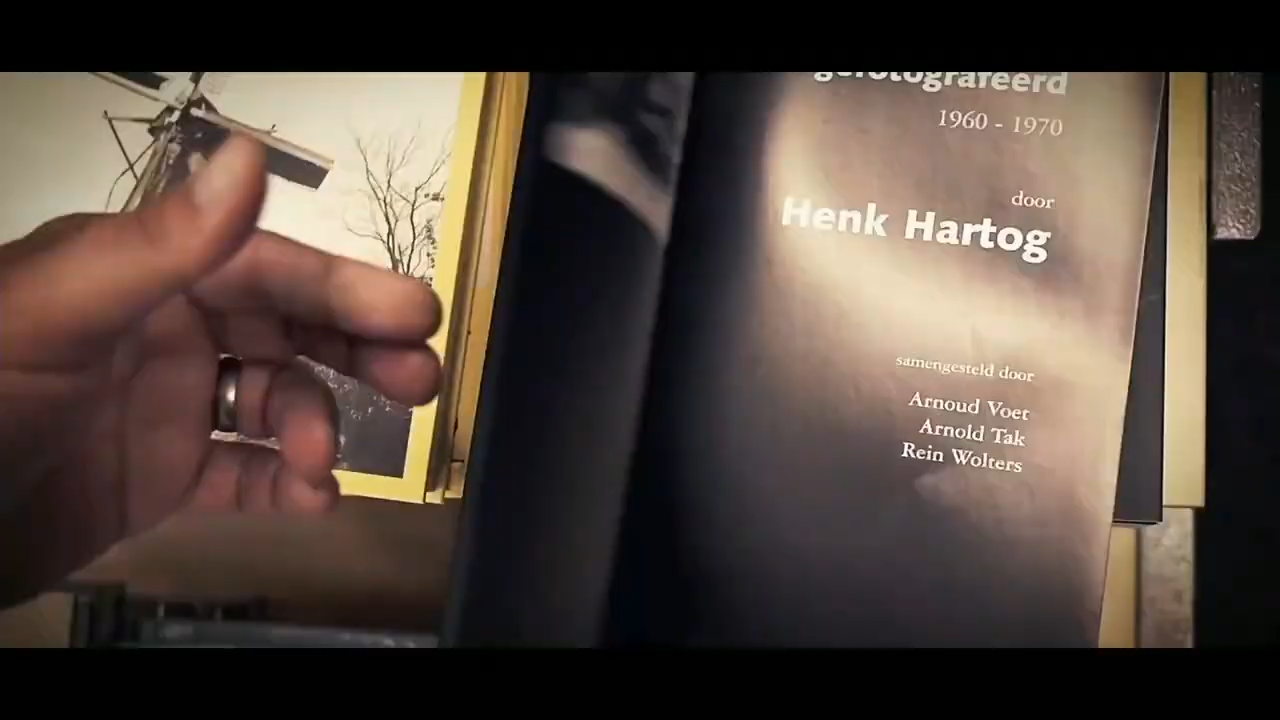 gefotografeerd
1960 - 1970
door
Henk Hartog
samengesteld door
Arnoud Voet
Arnold Tak
Rein Wolters